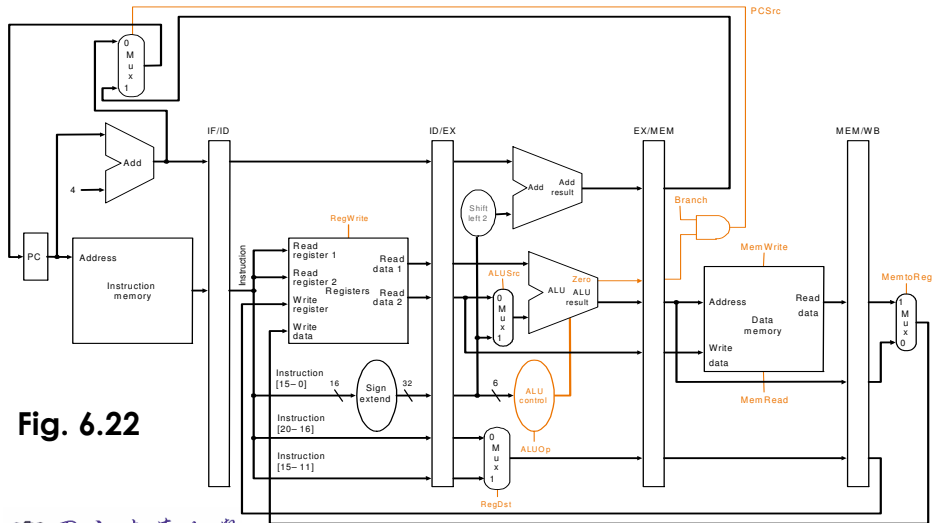 PCSrc
0
M
u
x
1
IF/ID
ID/EX
EX/MEM
MEM/WB
Add
4
Add
Add
result
Shift
left 2
Branch
RegWrite
PC
Address
Instruction
memory
Instruction
Read
register 1
Read
register 2
Registers
Write
register
Write
data
Read
data 1
Read
data 2
ALUSrc
0
M
u
x
1
Zero
ALU
ALU
result
MemWrite
Address
Read
data
Data
memory
Write
data
MemRead
MemtoReg
1
M
u
x
0
Instruction
[15–0]
16
Sign
extend
32
6
ALU
control
ALUOp
Instruction
[20–16]
Instruction
[15–11]
0
M
u
x
1
RegDst
Fig. 6.22